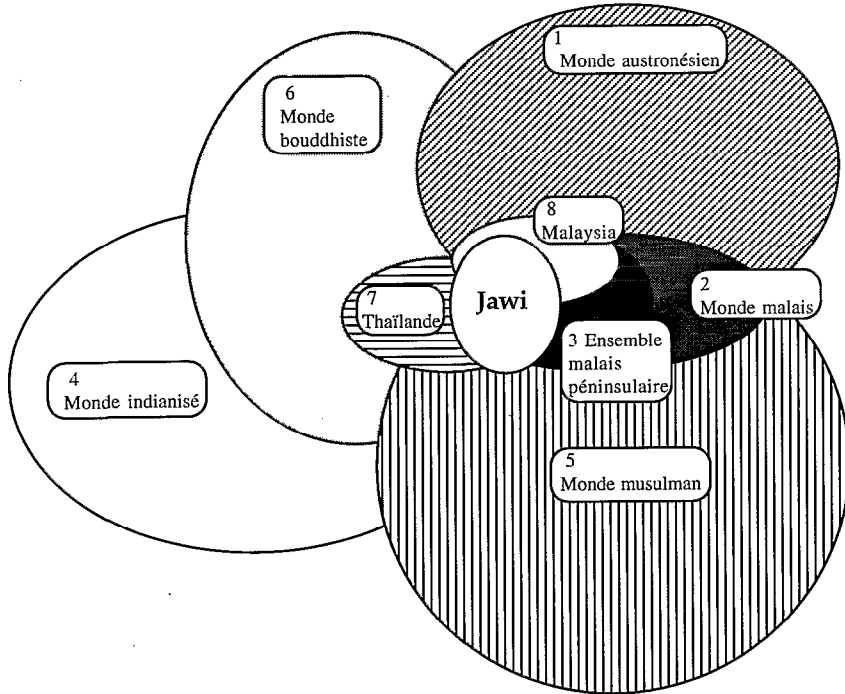 1
Monde austronésien
6
Monde
bouddhiste
8
Malaysia
2
Monde malais
7
Thaïlande
Jawi
3 Ensemble
malais
péninsulaire
4
Monde indianisé
5
Monde musulman